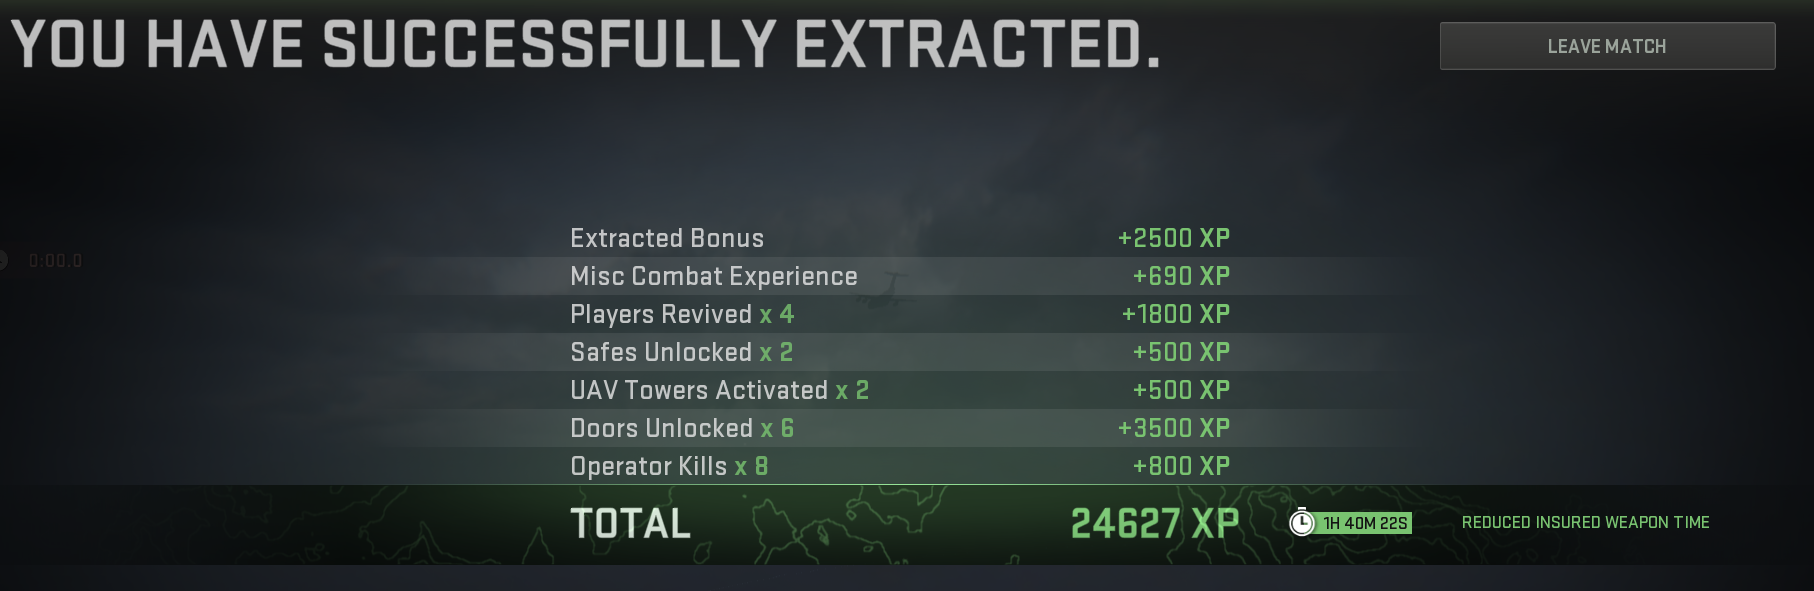 YOU HAVE SUCCESSFULLY EXTRACTED.
LEAVE MATCH
Extracted Bonus +2500 XP
0:00.0
Misc Combat Experience +690 XP
Players Revived x 4 +1800 XP
Safes Unlocked x 2 +500 XP
UAV Towers Activated x 2 +500 XP
Doors Unlocked x 6 +3500 XP
Operator Kills x 8 +800 XP
TOTAL 24627 XP 1H 40M 22S REDUCED INSURED WEAPON TIME